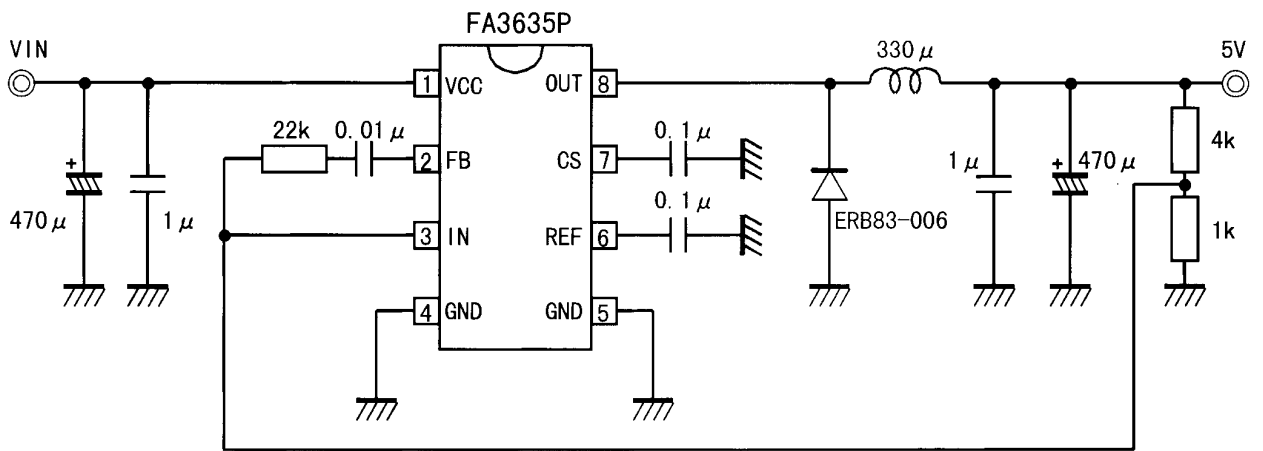 FA3635P
VIN
330μ
5V
1
VCC
OUT
8
22k
0.01μ
0.1μ
4k
2
FB
CS
7
+
470μ
1μ
0.1μ
ERB83-006
1μ
+
470μ
3
IN
REF
6
1k
4
GND
GND
5